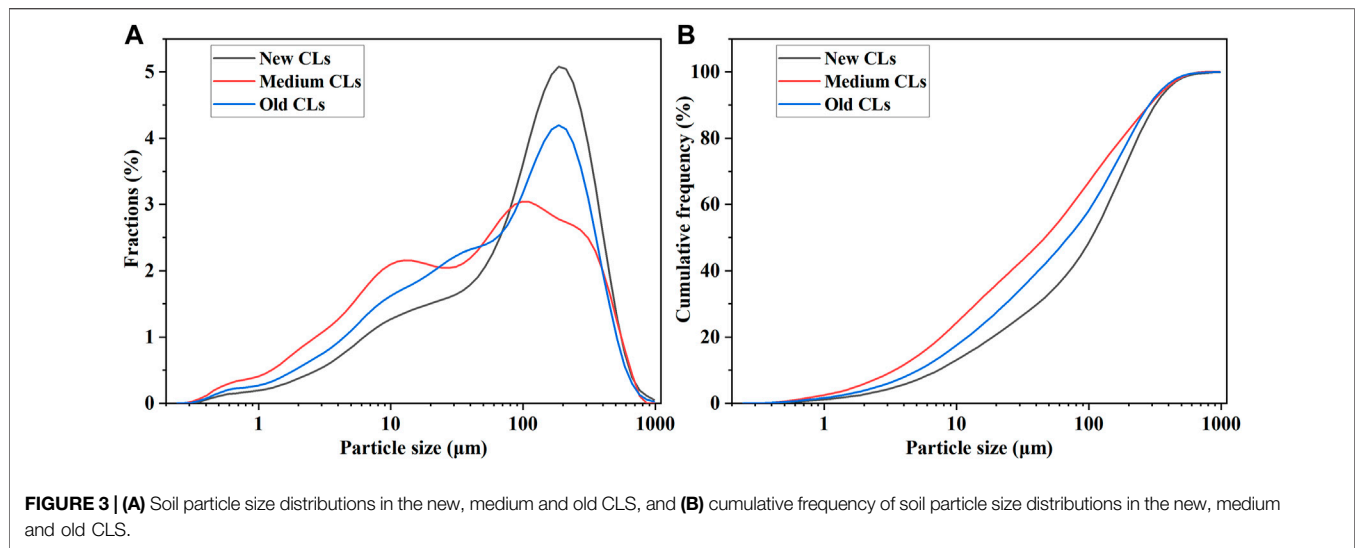 A
New CLs
Medium CLs
Old CLs
5
4
3
2
1
0
Fractions (%)
1 10 100 1000
Particle size (µm)
B
New CLs
Medium CLs
Old CLs
100
80
60
40
20
0
Cumulative frequency (%)
1 10 100 1000
Particle size (µm)
FIGURE 3 | (A) Soil particle size distributions in the new, medium and old CLS, and (B) cumulative frequency of soil particle size distributions in the new, medium
and old CLS.